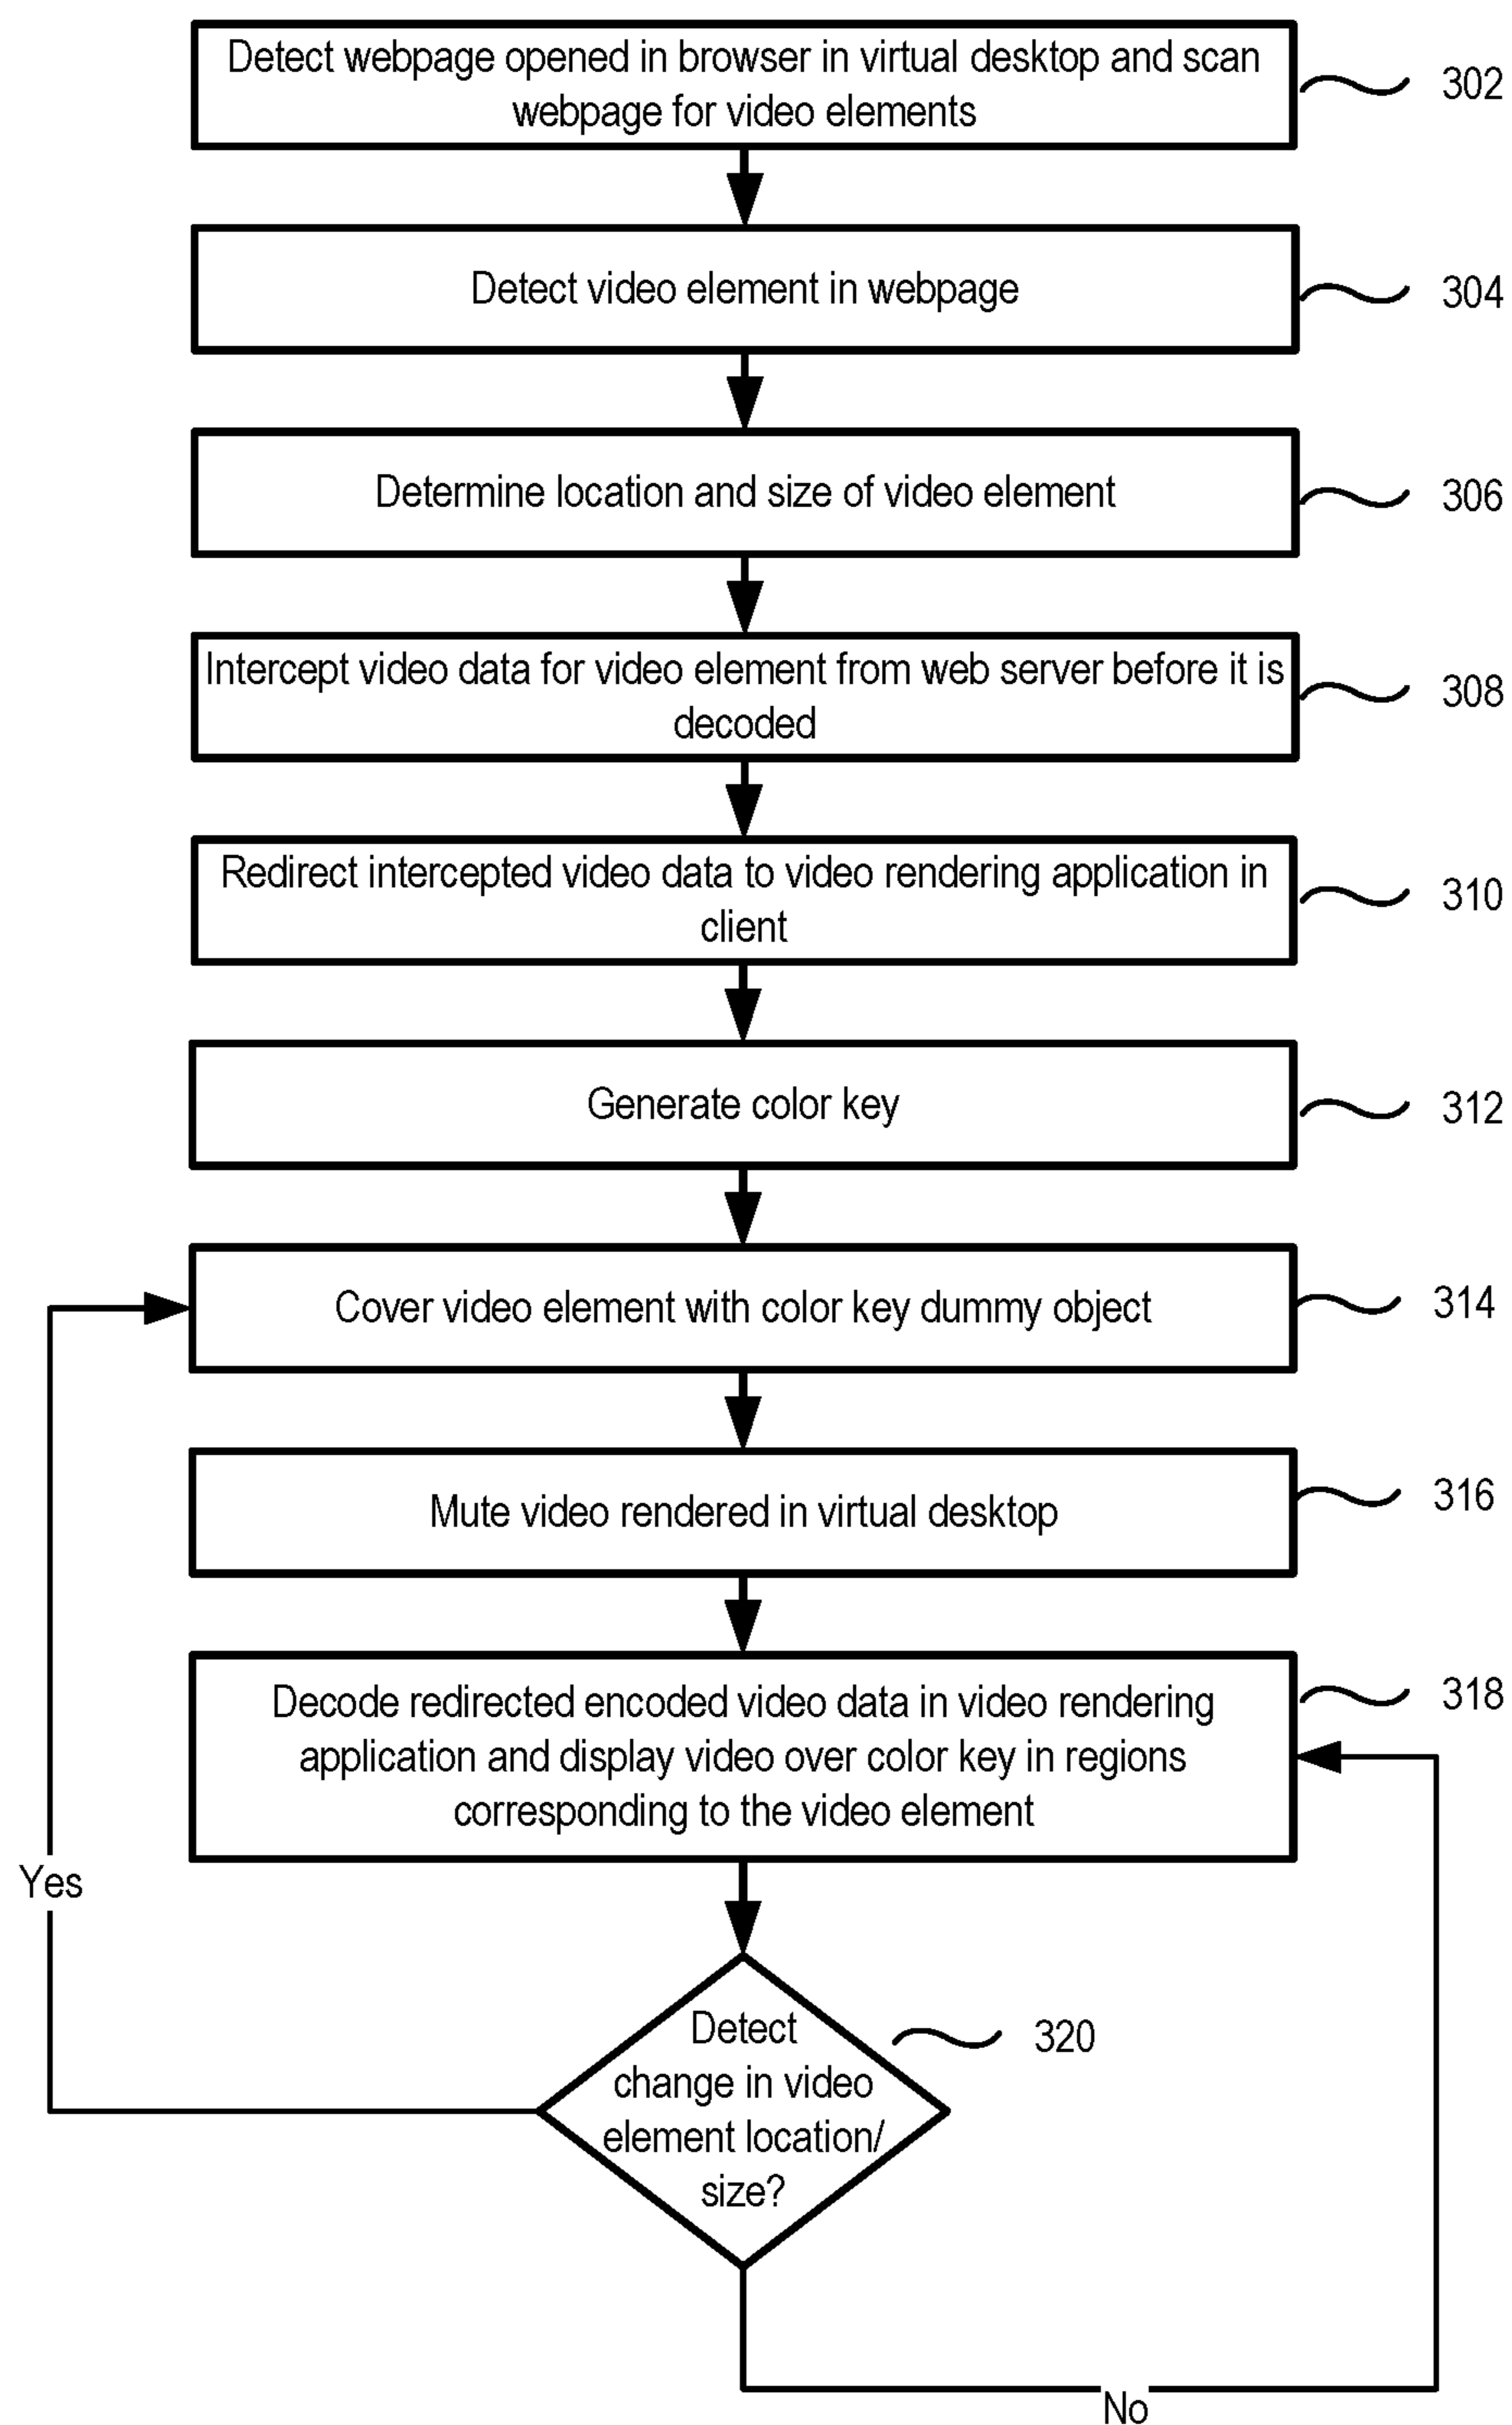 Detect webpage opened in browser in virtual desktop and scan
webpage for video elements
302
Detect video element in webpage
304
Determine location and size of video element
306
Intercept video data for video element from web server before it is
decoded
308
Redirect intercepted video data to video rendering application in
client
310
Generate color key
312
Cover video element with color key dummy object
314
Mute video rendered in virtual desktop
316
Decode redirected encoded video data in video rendering
application and display video over color key in regions
corresponding to the video element
318
Yes
Detect
change in video
element location/
size?
320
No